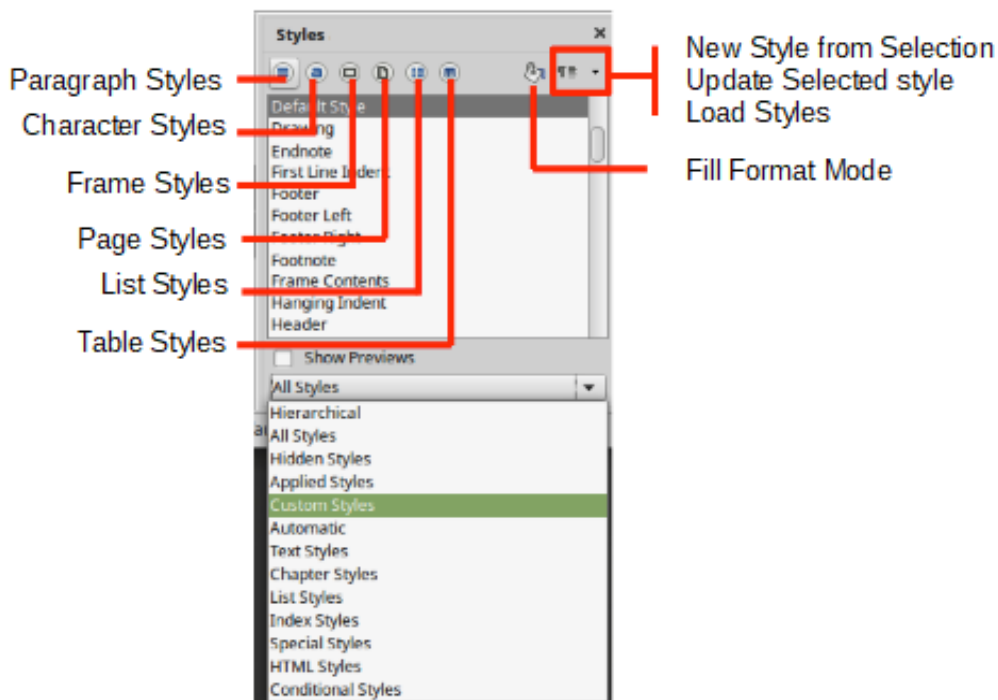 Styles
Paragraph Styles
Character Styles
Frame Styles
Page Styles
List Styles
Table Styles
New Style from Selection
Update Selected style
Load Styles
Fill Format Mode
Default Style
Drawing
Endnote
First Line Indent
Footer
Footer Left
Footer Right
Footnote
Frame Contents
Hanging Indent
Header
Show Previews
All Styles
Hierarchical
All Styles
Hidden Styles
Applied Styles
Custom Styles
Automatic
Text Styles
Chapter Styles
List Styles
Index Styles
Special Styles
HTML Styles
Conditional Styles